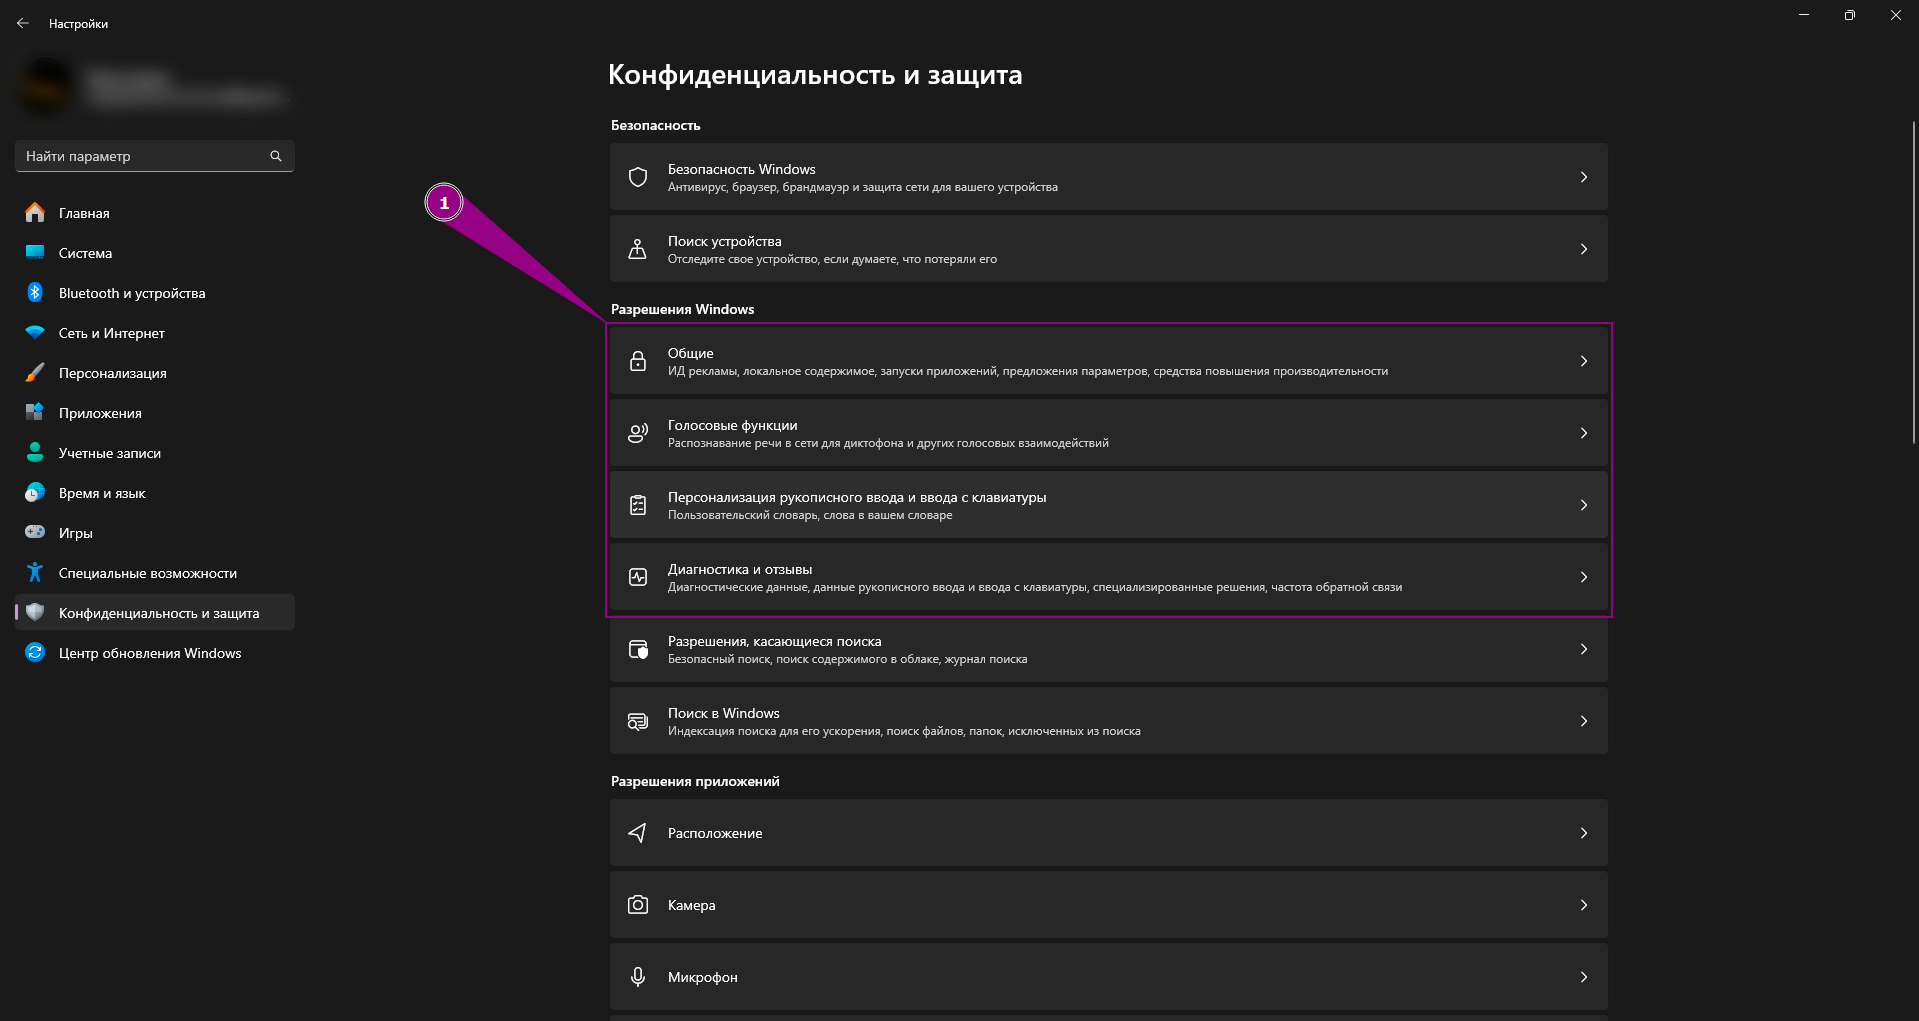 Настройки
Найти параметр
Главная
Система
Bluetooth и устройства
Сеть и Интернет
Персонализация
Приложения
Учетные записи
Время и язык
Игры
Специальные возможности
Конфиденциальность и защита
Центр обновления Windows
1
Конфиденциальность и защита
Безопасность
Безопасность Windows
Антивирус, браузер, брандмауэр и защита сети для вашего устройства
Поиск устройства
Отследите свое устройство, если думаете, что потеряли его
Разрешения Windows
Общие
ИД рекламы, локальное содержимое, запуски приложений, предложения параметров, средства повышения производительности
Голосовые функции
Распознавание речи в сети для диктофона и других голосовых взаимодействий
Персонализация рукописного ввода и ввода с клавиатуры
Пользовательский словарь, слова в вашем словаре
Диагностика и отзывы
Диагностические данные, данные рукописного ввода и ввода с клавиатуры, специализированные решения, частота обратной связи
Разрешения, касающиеся поиска
Безопасный поиск, поиск содержимого в облаке, журнал поиска
Поиск в Windows
Индексация поиска для его ускорения, поиск файлов, папок, исключенных из поиска
Разрешения приложений
Расположение
Камера
Микрофон